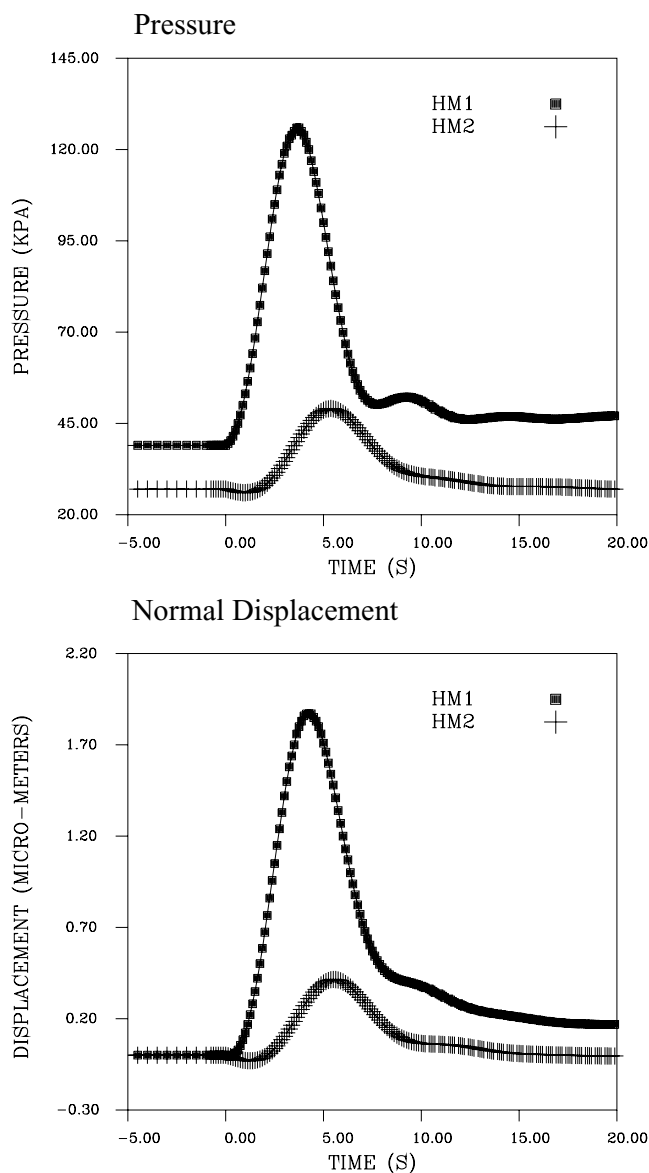 Pressure
145.00
HM1
HM2
120.00
95.00
70.00
45.00
20.00
PRESSURE (KPA)
-5.00 0.00 5.00 10.00 15.00 20.00
TIME (S)
Normal Displacement
2.20
HM1
HM2
1.70
1.20
0.70
0.20
-0.30
DISPLACEMENT (MICRO-METERS)
-5.00 0.00 5.00 10.00 15.00 20.00
TIME (S)